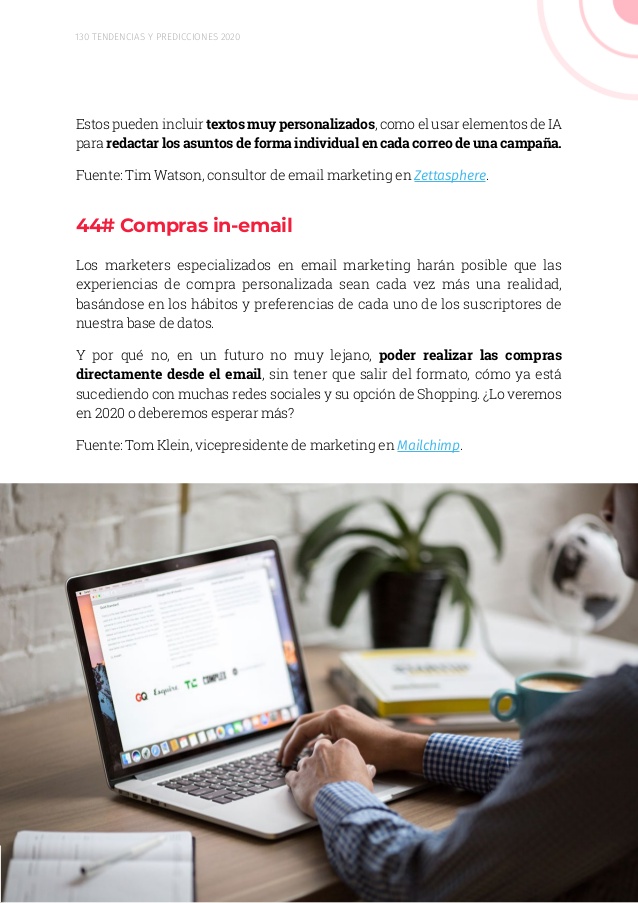 130 TENDENCIAS Y PREDICCIONES 2020
Estos pueden incluir textos muy personalizados, como el usar elementos de IA
para redactar los asuntos de forma individual en cada correo de una campaña.
Fuente: Tim Watson, consultor de email marketing en Zettasphere.
44# Compras in-email
Los marketers especializados en email marketing harán posible que las
experiencias de compra personalizada sean cada vez más una realidad,
basándose en los hábitos y preferencias de cada uno de los suscriptores de
nuestra base de datos.
Y por qué no, en un futuro no muy lejano, poder realizar las compras
directamente desde el email, sin tener que salir del formato, cómo ya está
sucediendo con muchas redes sociales y su opción de Shopping. ¿Lo veremos
en 2020 o deberemos esperar más?
Fuente: Tom Klein, vicepresidente de marketing en Mailchimp.
GQ Esquire TC COMPLEX
STARTUP